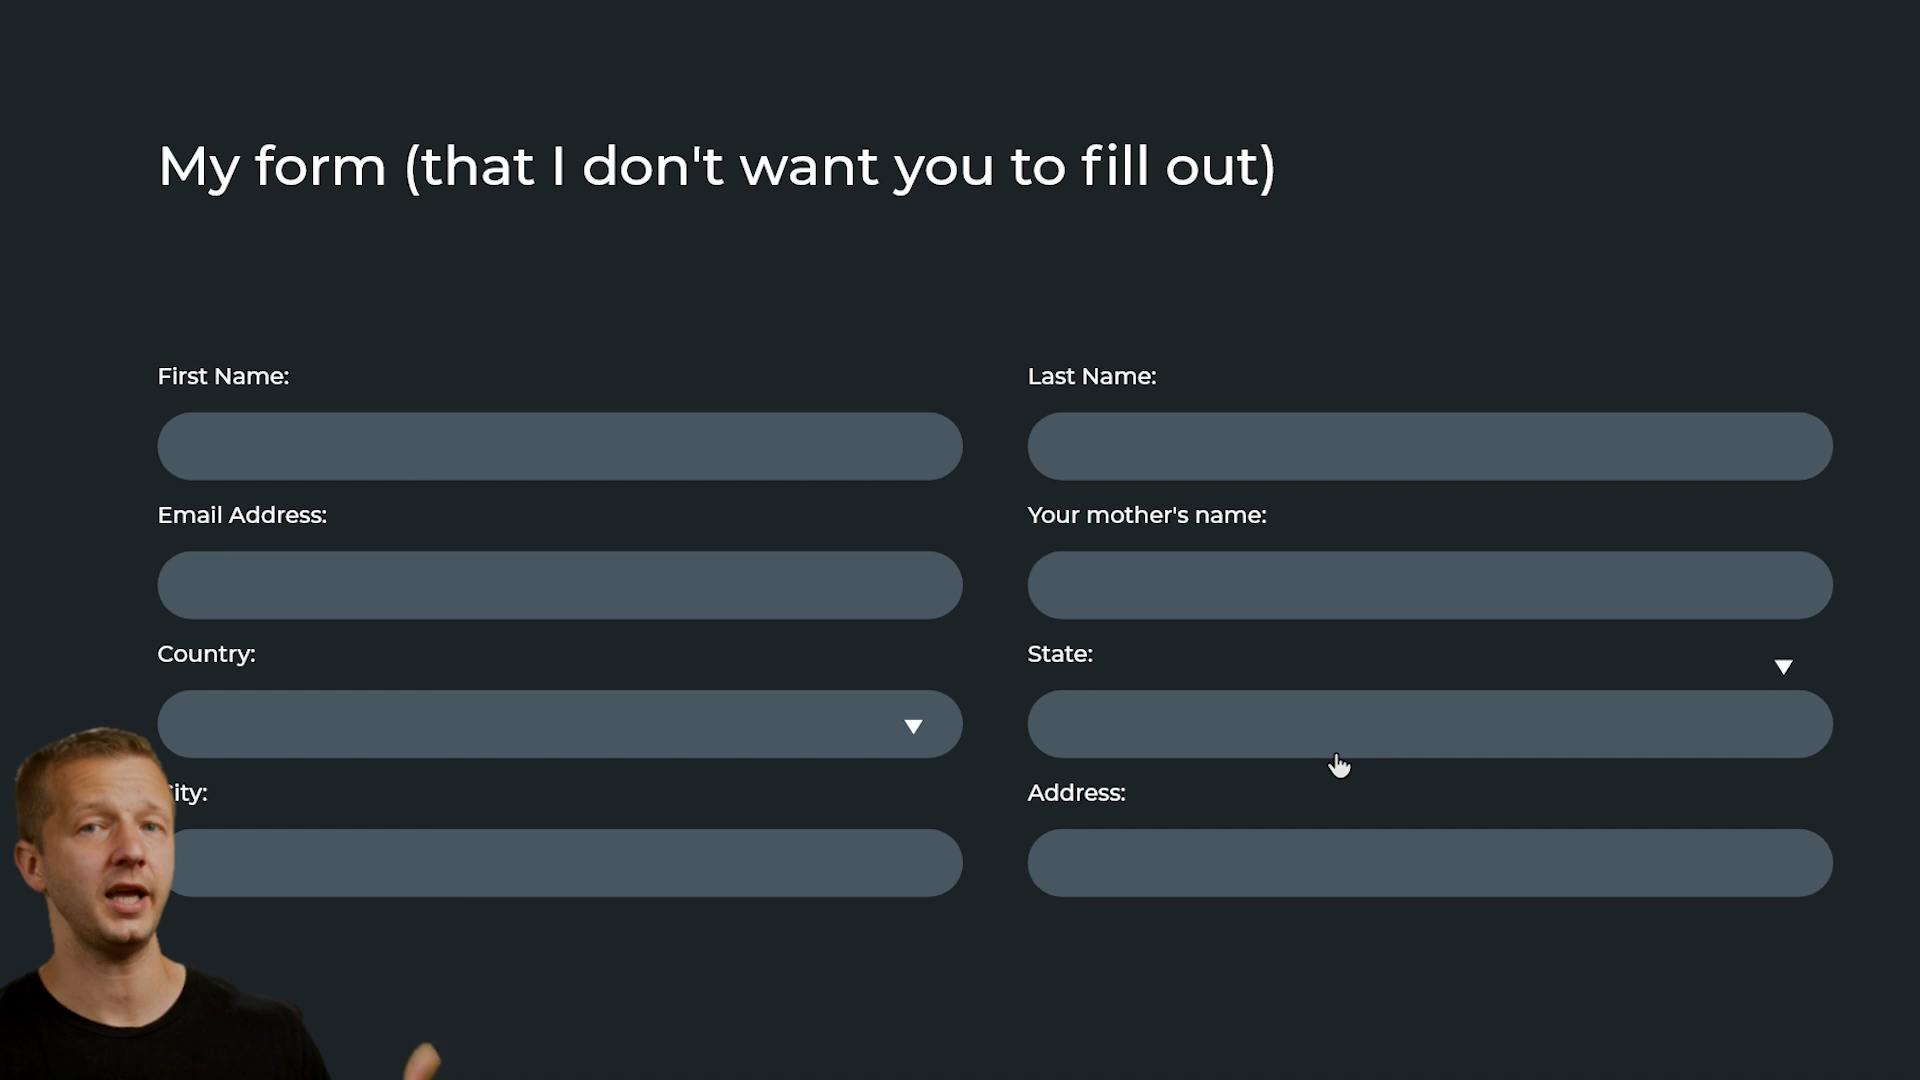 My form (that I don't want you to fill out)
First Name:
Last Name:
Email Address:
Your mother's name:
Country:
State:
ity:
Address: